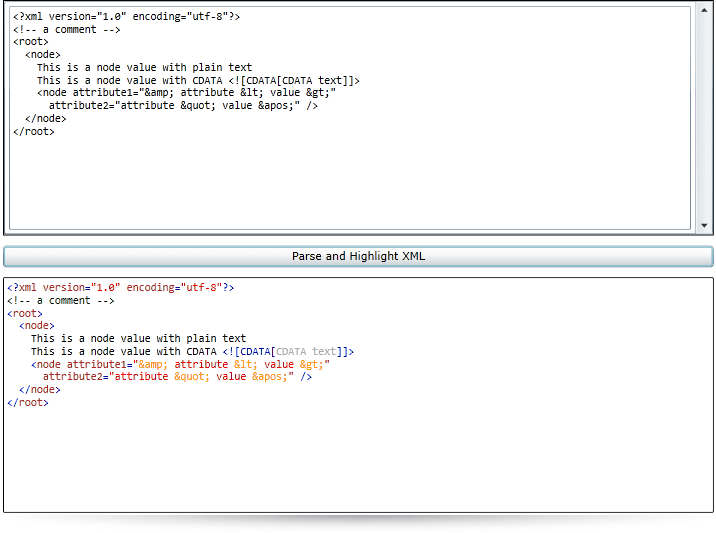 <?xml version="1.0" encoding="utf-8"?>
<!-- a comment -->
<root>
  <node>
    This is a node value with plain text
    This is a node value with CDATA <![CDATA[CDATA text]]>
    <node attribute1="&amp; attribute &lt; value &gt;"
      attribute2="attribute &quot; value &apos;" />
  </node>
</root>
Parse and Highlight XML
<?xml version="1.0" encoding="utf-8"?>
<!-- a comment -->
<root>
  <node>
    This is a node value with plain text
    This is a node value with CDATA <![CDATA[CDATA text]]>
    <node attribute1="&amp; attribute &lt; value &gt;"
      attribute2="attribute &quot; value &apos;" />
  </node>
</root>